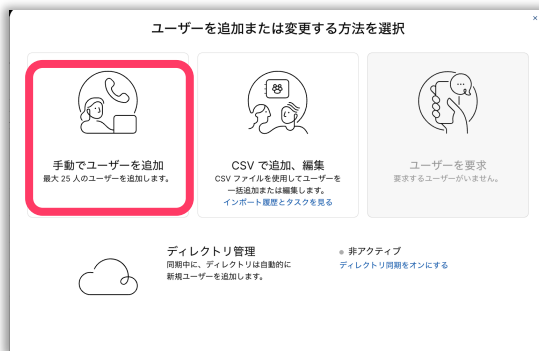 ユーザーを追加または変更する方法を選択
×
手動でユーザーを追加
最大 25 人のユーザーを追加します。
CSV で追加、編集
CSV ファイルを使用してユーザーを
一括追加または編集します。
インポート履歴とタスクを見る
ユーザーを要求
要求するユーザーがいません。
ディレクトリ管理
同期中に、ディレクトリは自動的に
新規ユーザーを追加します。
非アクティブ
ディレクトリ同期をオンにする